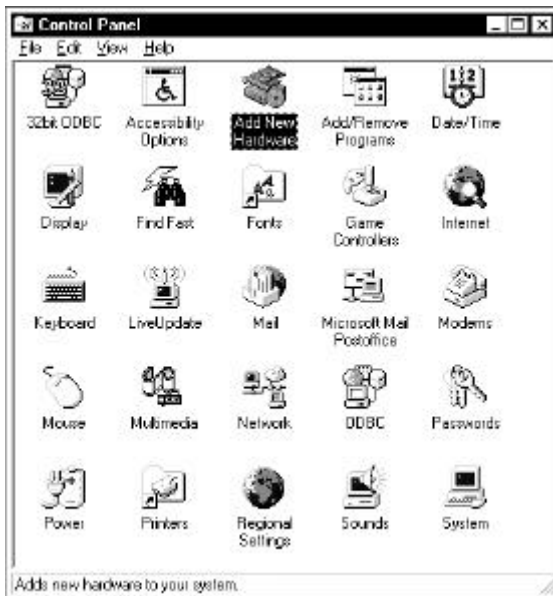 Control Panel
File Edit View Help
32bit ODBC Accessibility Options Add New Hardware Add/Remove Programs Date/Time
Display Find Fast Fonts Game Controllers Internet
Keyboard LiveUpdate Mail Microsoft Mail Postoffice Modems
Mouse Multimedia Network ODBC Passwords
Power Printers Regional Settings Sounds System
Adds new hardware to your system.